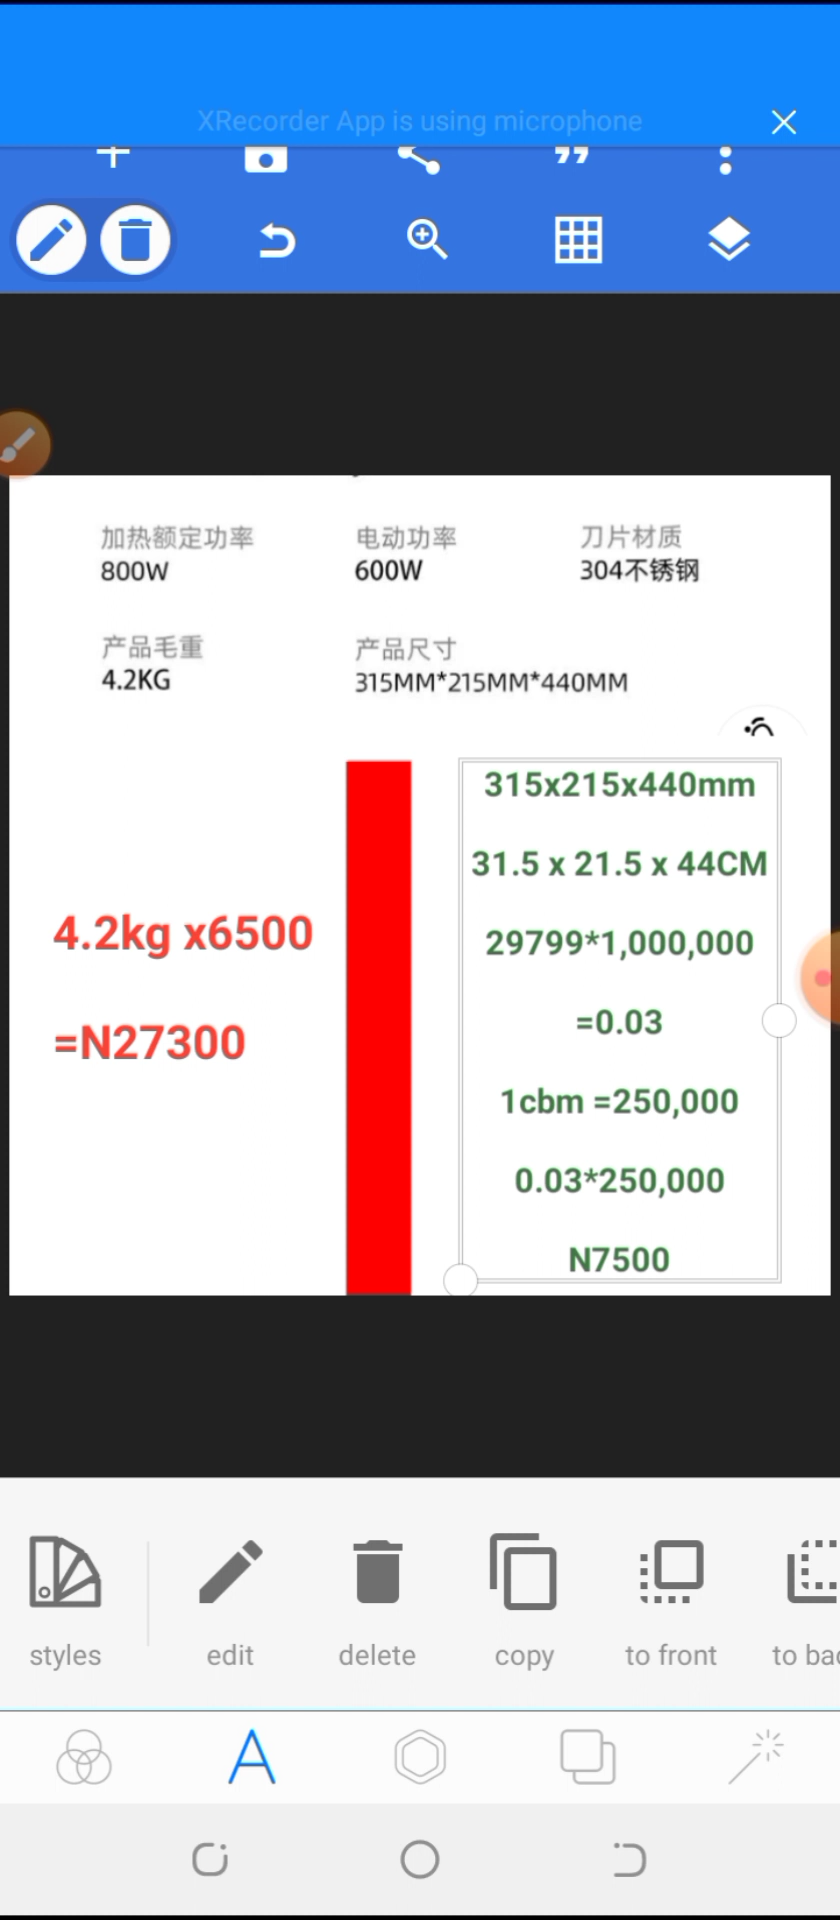 XRecorder App is using microphone
加热额定功率 电动功率 刀片材质
800W 600W 304不锈钢
产品毛重 产品尺寸
4.2KG 315MM*215MM*440MM
4.2kg x6500
=N27300
315x215x440mm
31.5 x 21.5 x 44CM
29799*1,000,000
=0.03
1cbm =250,000
0.03*250,000
N7500
styles edit delete copy to front to bac